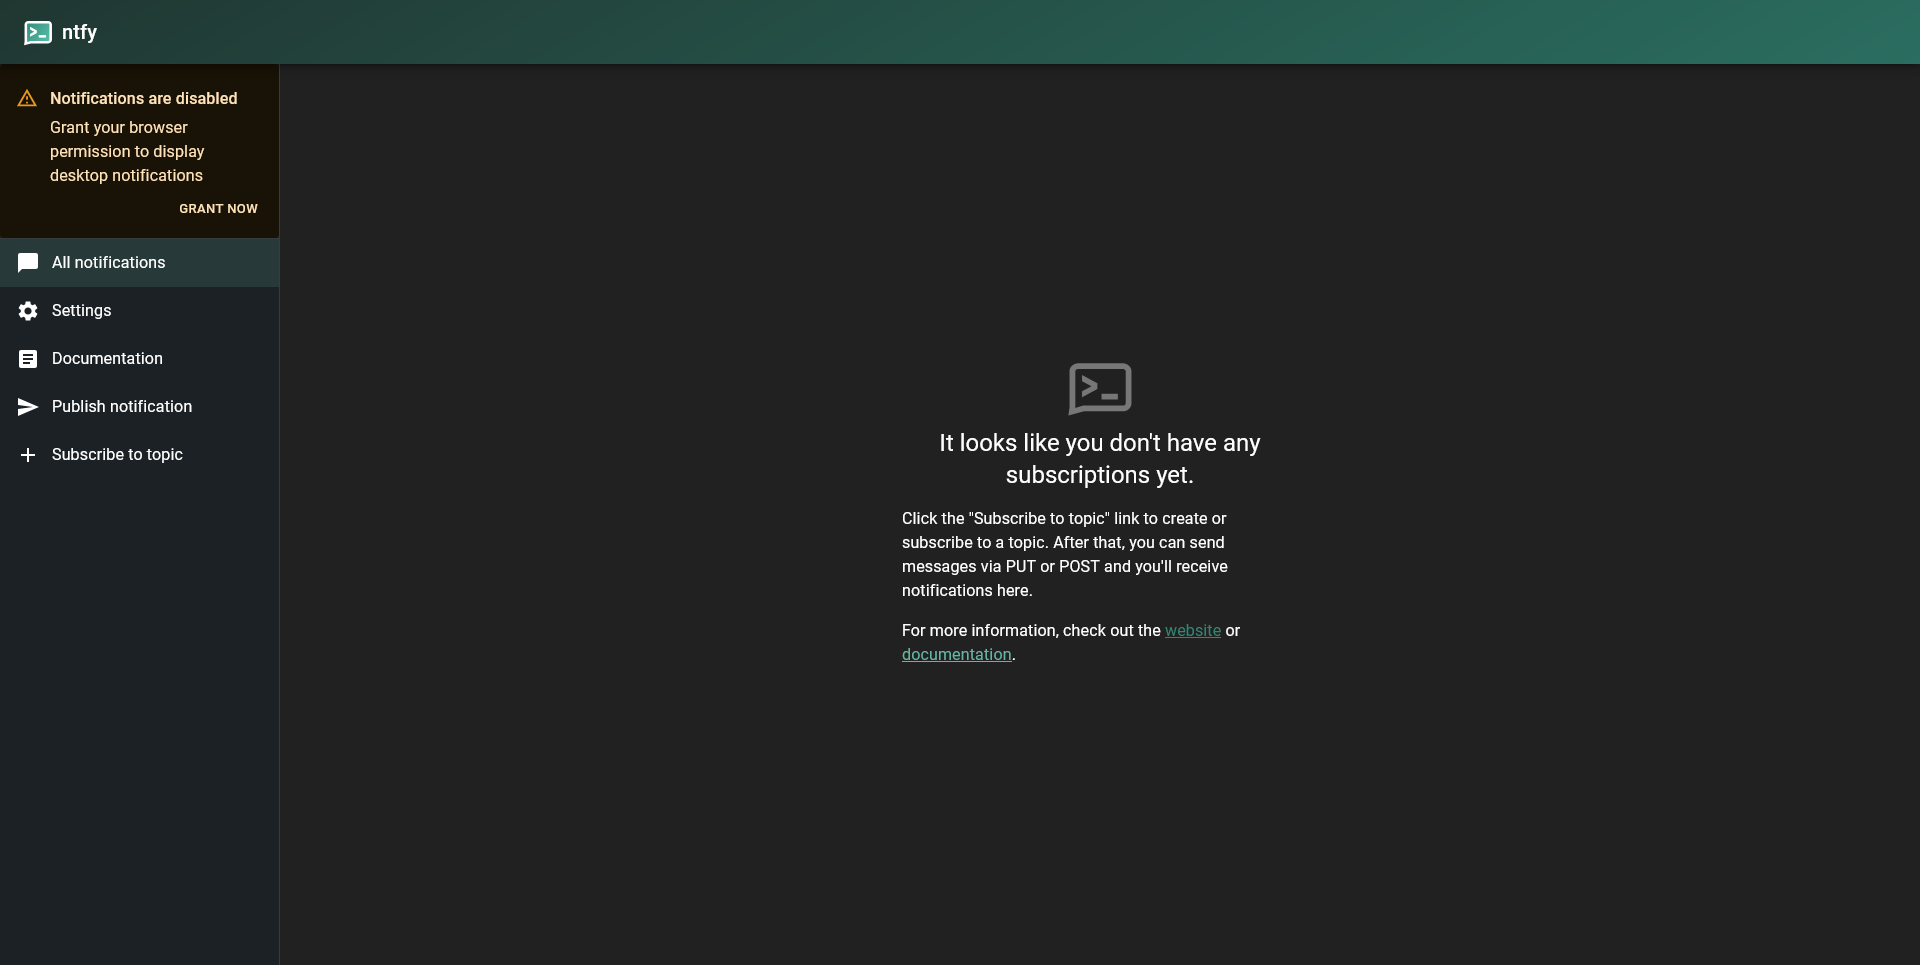 ntfy
Notifications are disabled
Grant your browser
permission to display
desktop notifications
GRANT NOW
All notifications
Settings
Documentation
Publish notification
Subscribe to topic
It looks like you don't have any
subscriptions yet.
Click the "Subscribe to topic" link to create or
subscribe to a topic. After that, you can send
messages via PUT or POST and you'll receive
notifications here.
For more information, check out the website or
documentation.